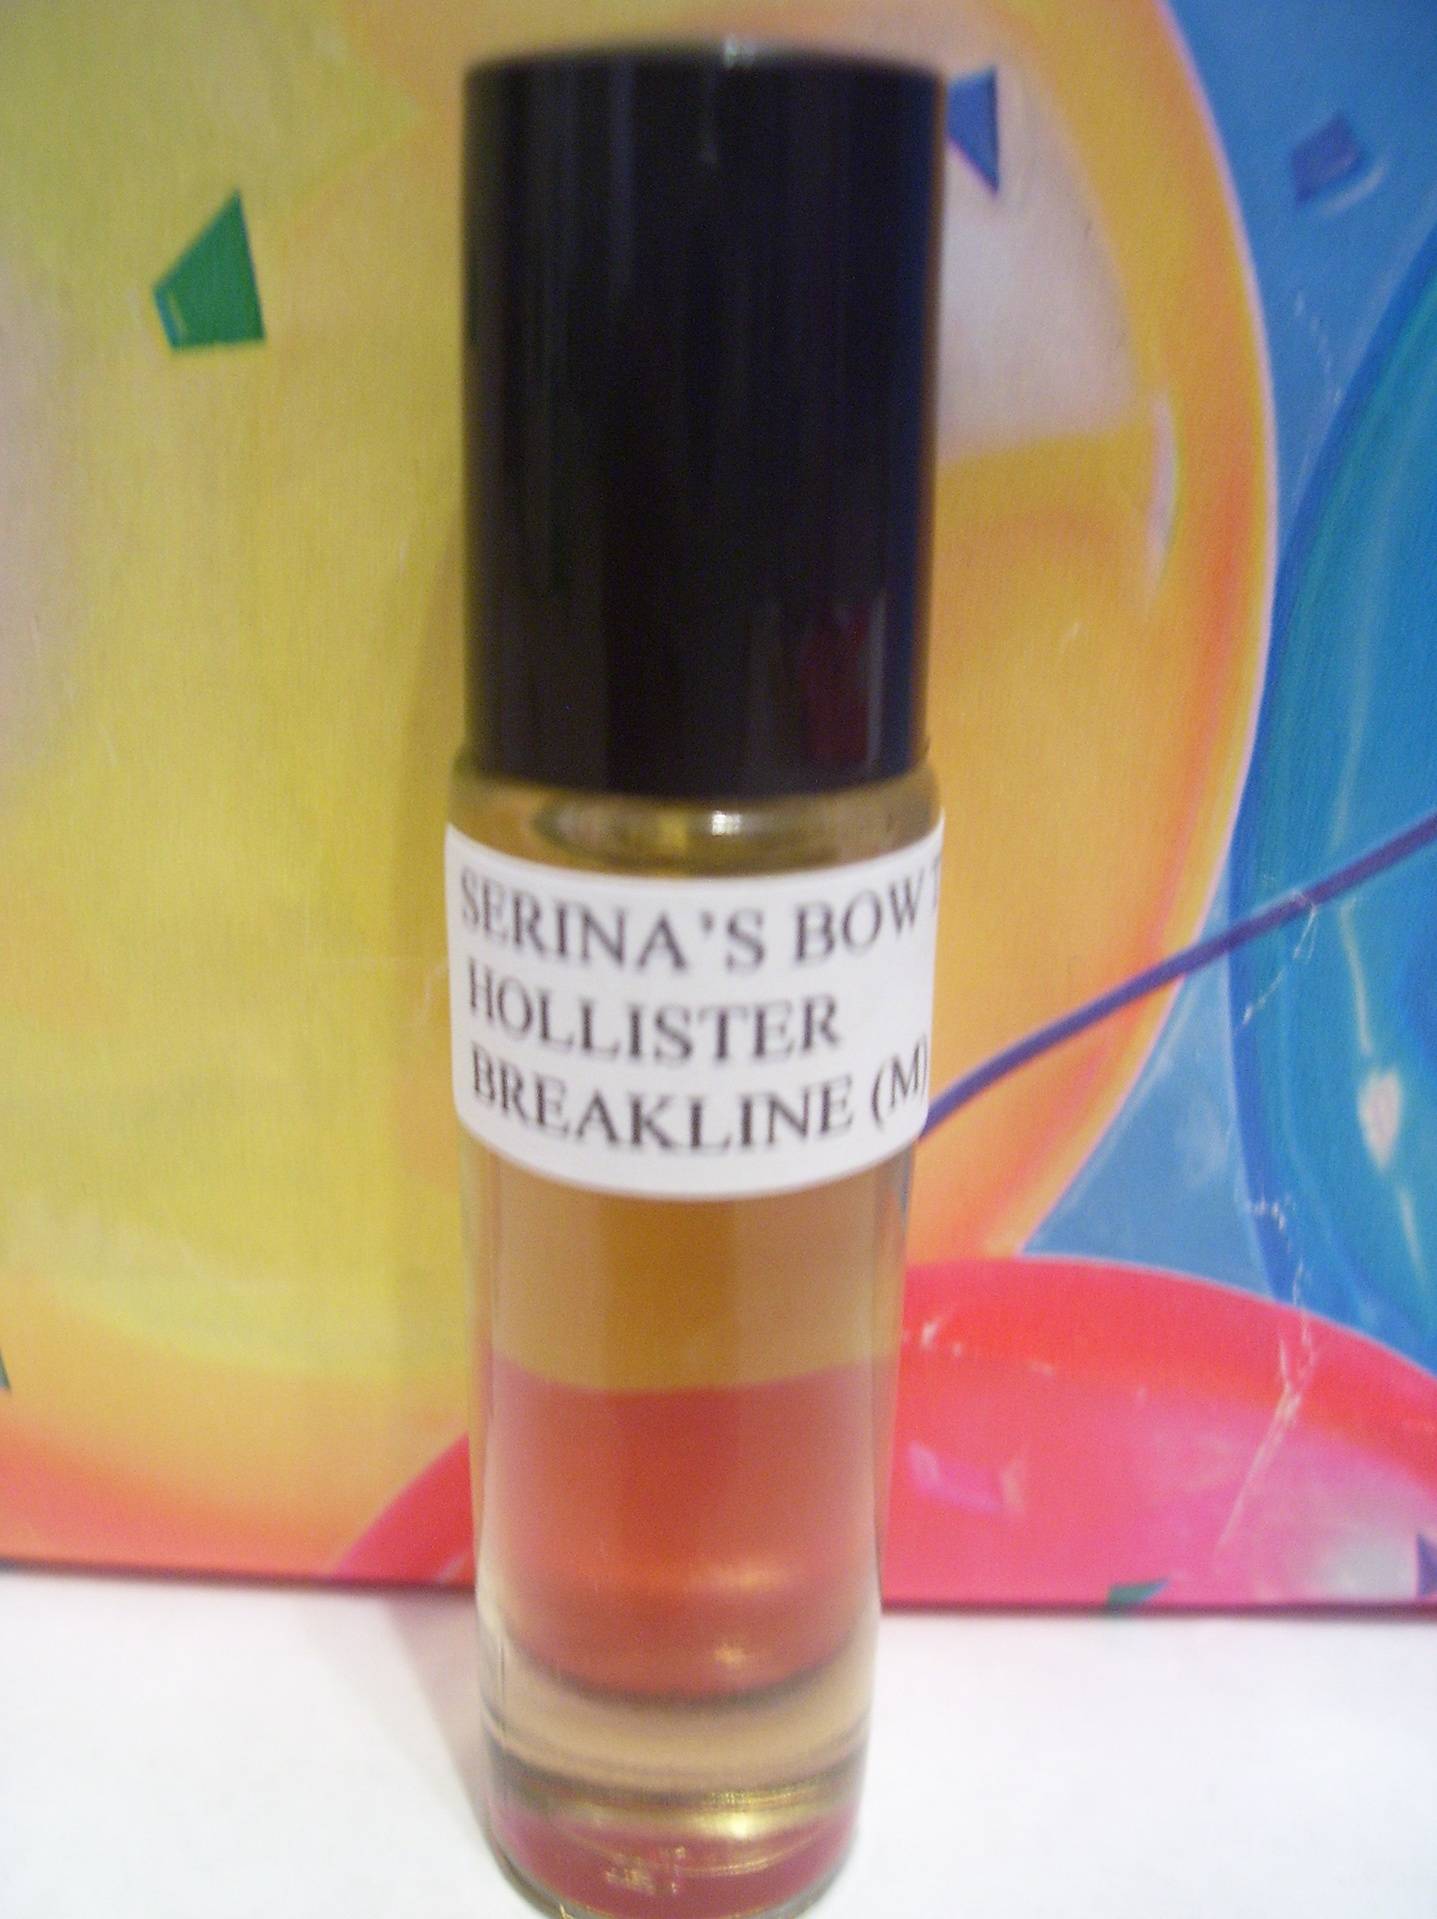 SERINA'S BOW
HOLLISTER
BREAKLINE (M)